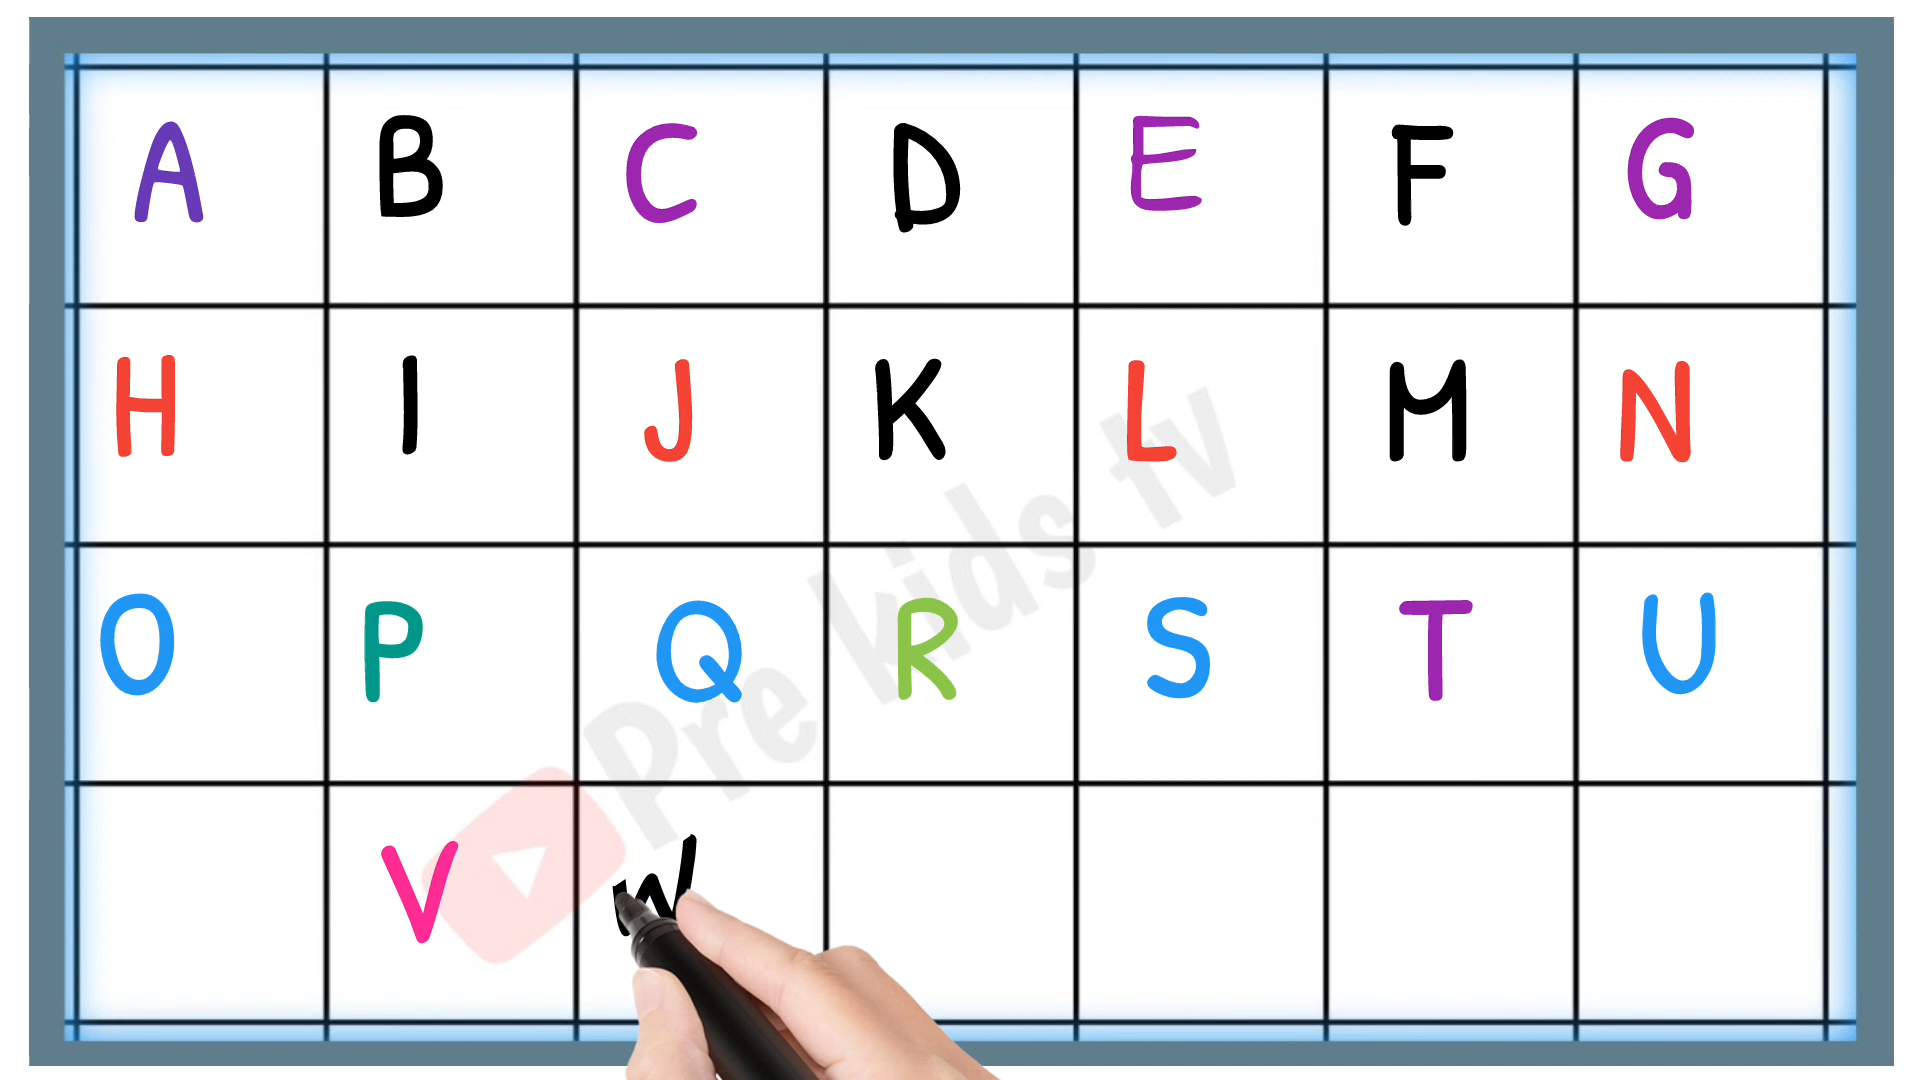 A B C D E F G
H I J K L M N
O P Q R S T U
V W
Pre kids tv